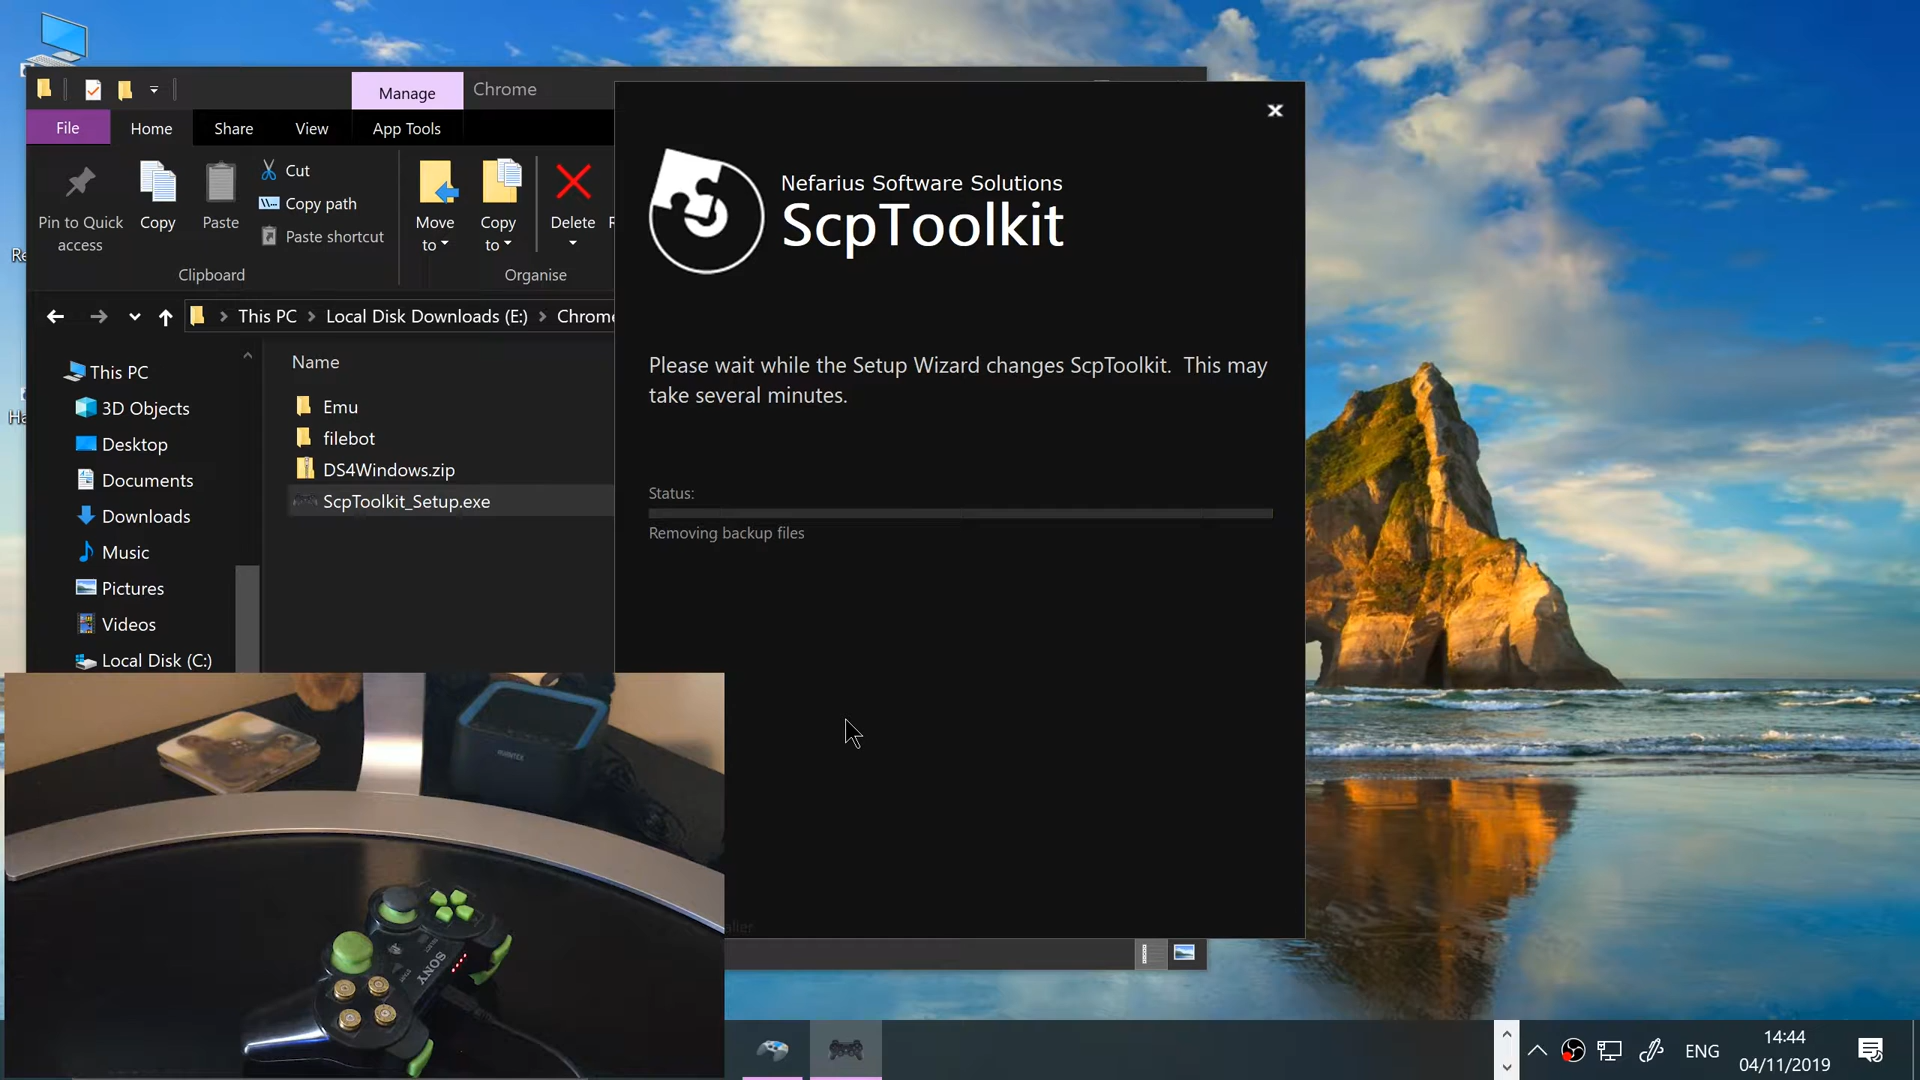 Manage
Chrome
File
Home
Share
View
App Tools
Pin to Quick
access
Copy
Paste
Cut
Copy path
Paste shortcut
Move
to
Copy
to
Delete
Clipboard
Organise
This PC
Local Disk Downloads (E:)
Chrome
This PC
3D Objects
Desktop
Documents
Downloads
Music
Pictures
Videos
Local Disk (C:)
Name
Emu
filebot
DS4Windows.zip
ScpToolkit_Setup.exe
Nefarius Software Solutions
ScpToolkit
Please wait while the Setup Wizard changes ScpToolkit. This may
take several minutes.
Status:
Removing backup files
SONY
ENG
14:44
04/11/2019